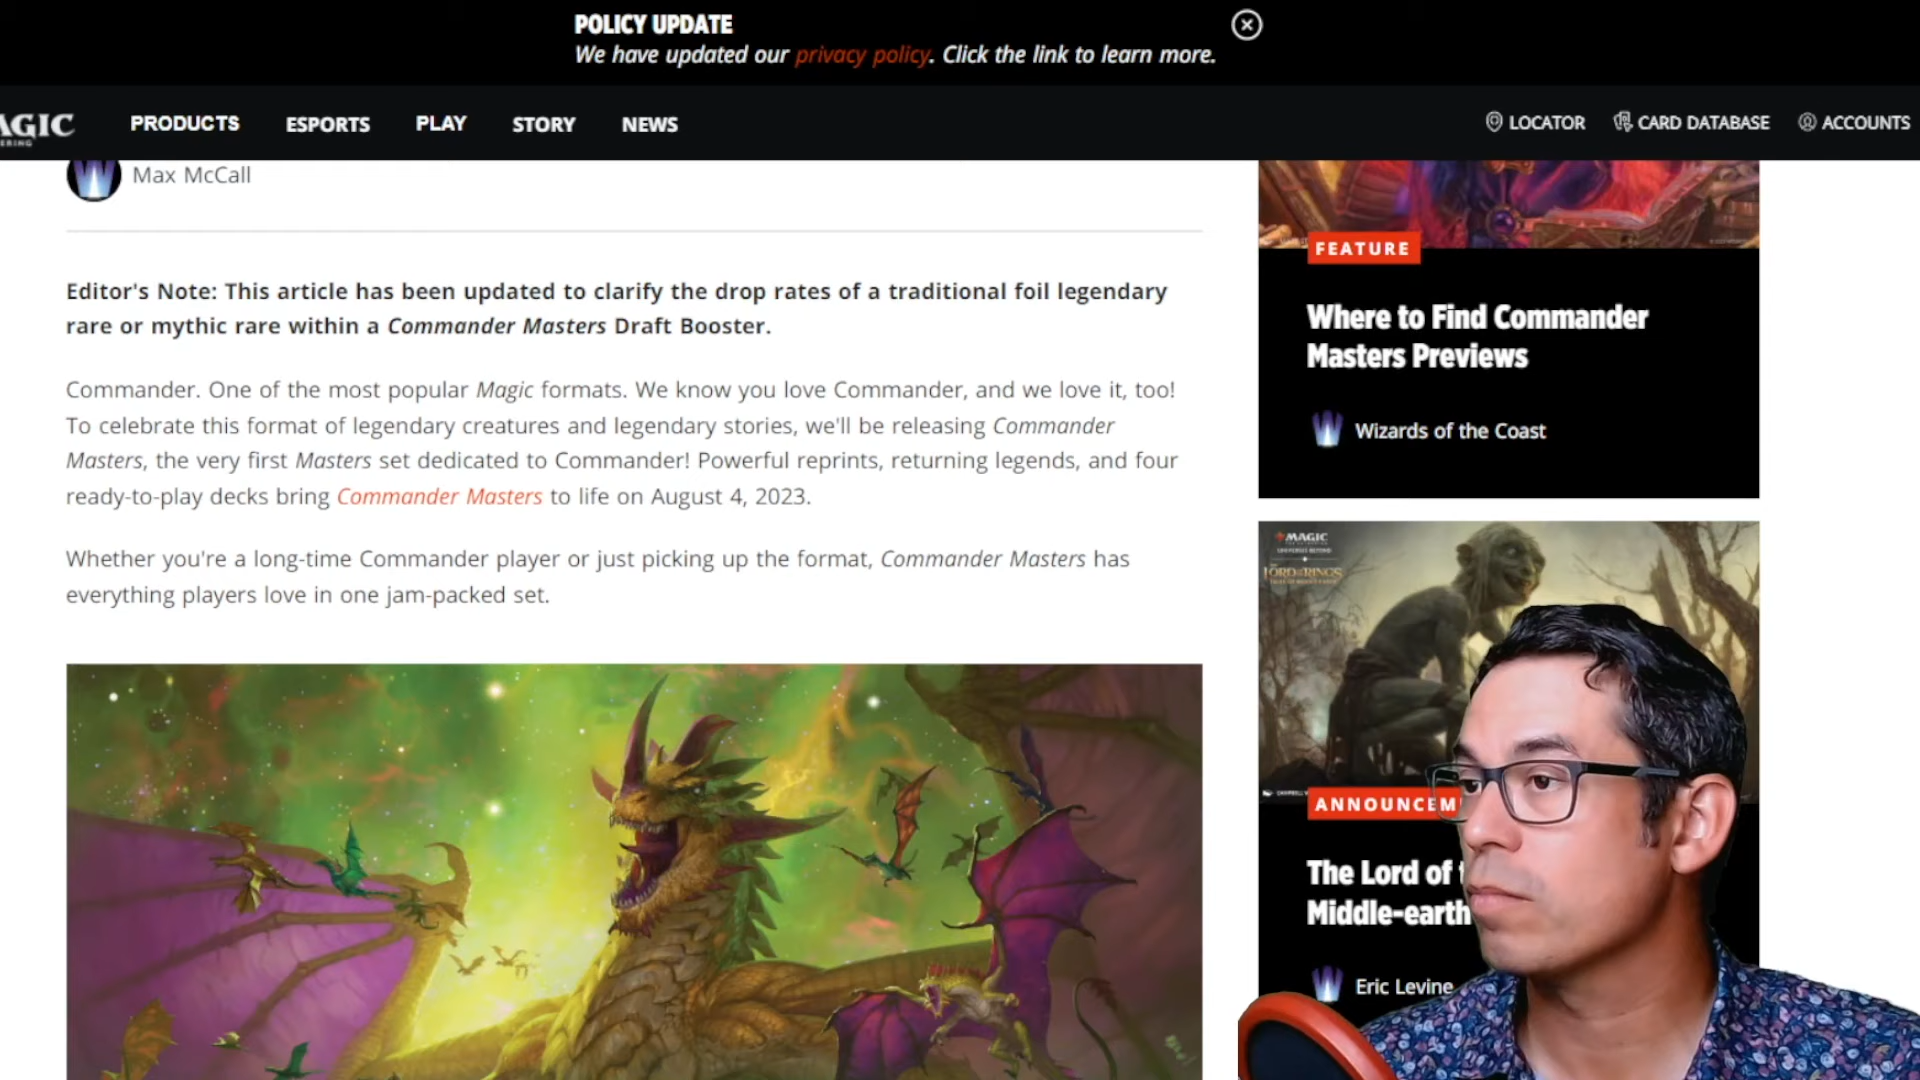 POLICY UPDATE
We have updated our privacy policy. Click the link to learn more.
PRODUCTS
ESPORTS
PLAY
STORY
NEWS
LOCATOR
CARD DATABASE
ACCOUNTS
Max McCall
Editor's Note: This article has been updated to clarify the drop rates of a traditional foil legendary
rare or mythic rare within a Commander Masters Draft Booster.
Commander. One of the most popular Magic formats. We know you love Commander, and we love it, too!
To celebrate this format of legendary creatures and legendary stories, we'll be releasing Commander
Masters, the very first Masters set dedicated to Commander! Powerful reprints, returning legends, and four
ready-to-play decks bring Commander Masters to life on August 4, 2023.
Whether you're a long-time Commander player or just picking up the format, Commander Masters has
everything players love in one jam-packed set.
FEATURE
Where to Find Commander
Masters Previews
Wizards of the Coast
MAGIC
LORD OF THE RINGS
The Lord of
Middle-earth
Eric Levine